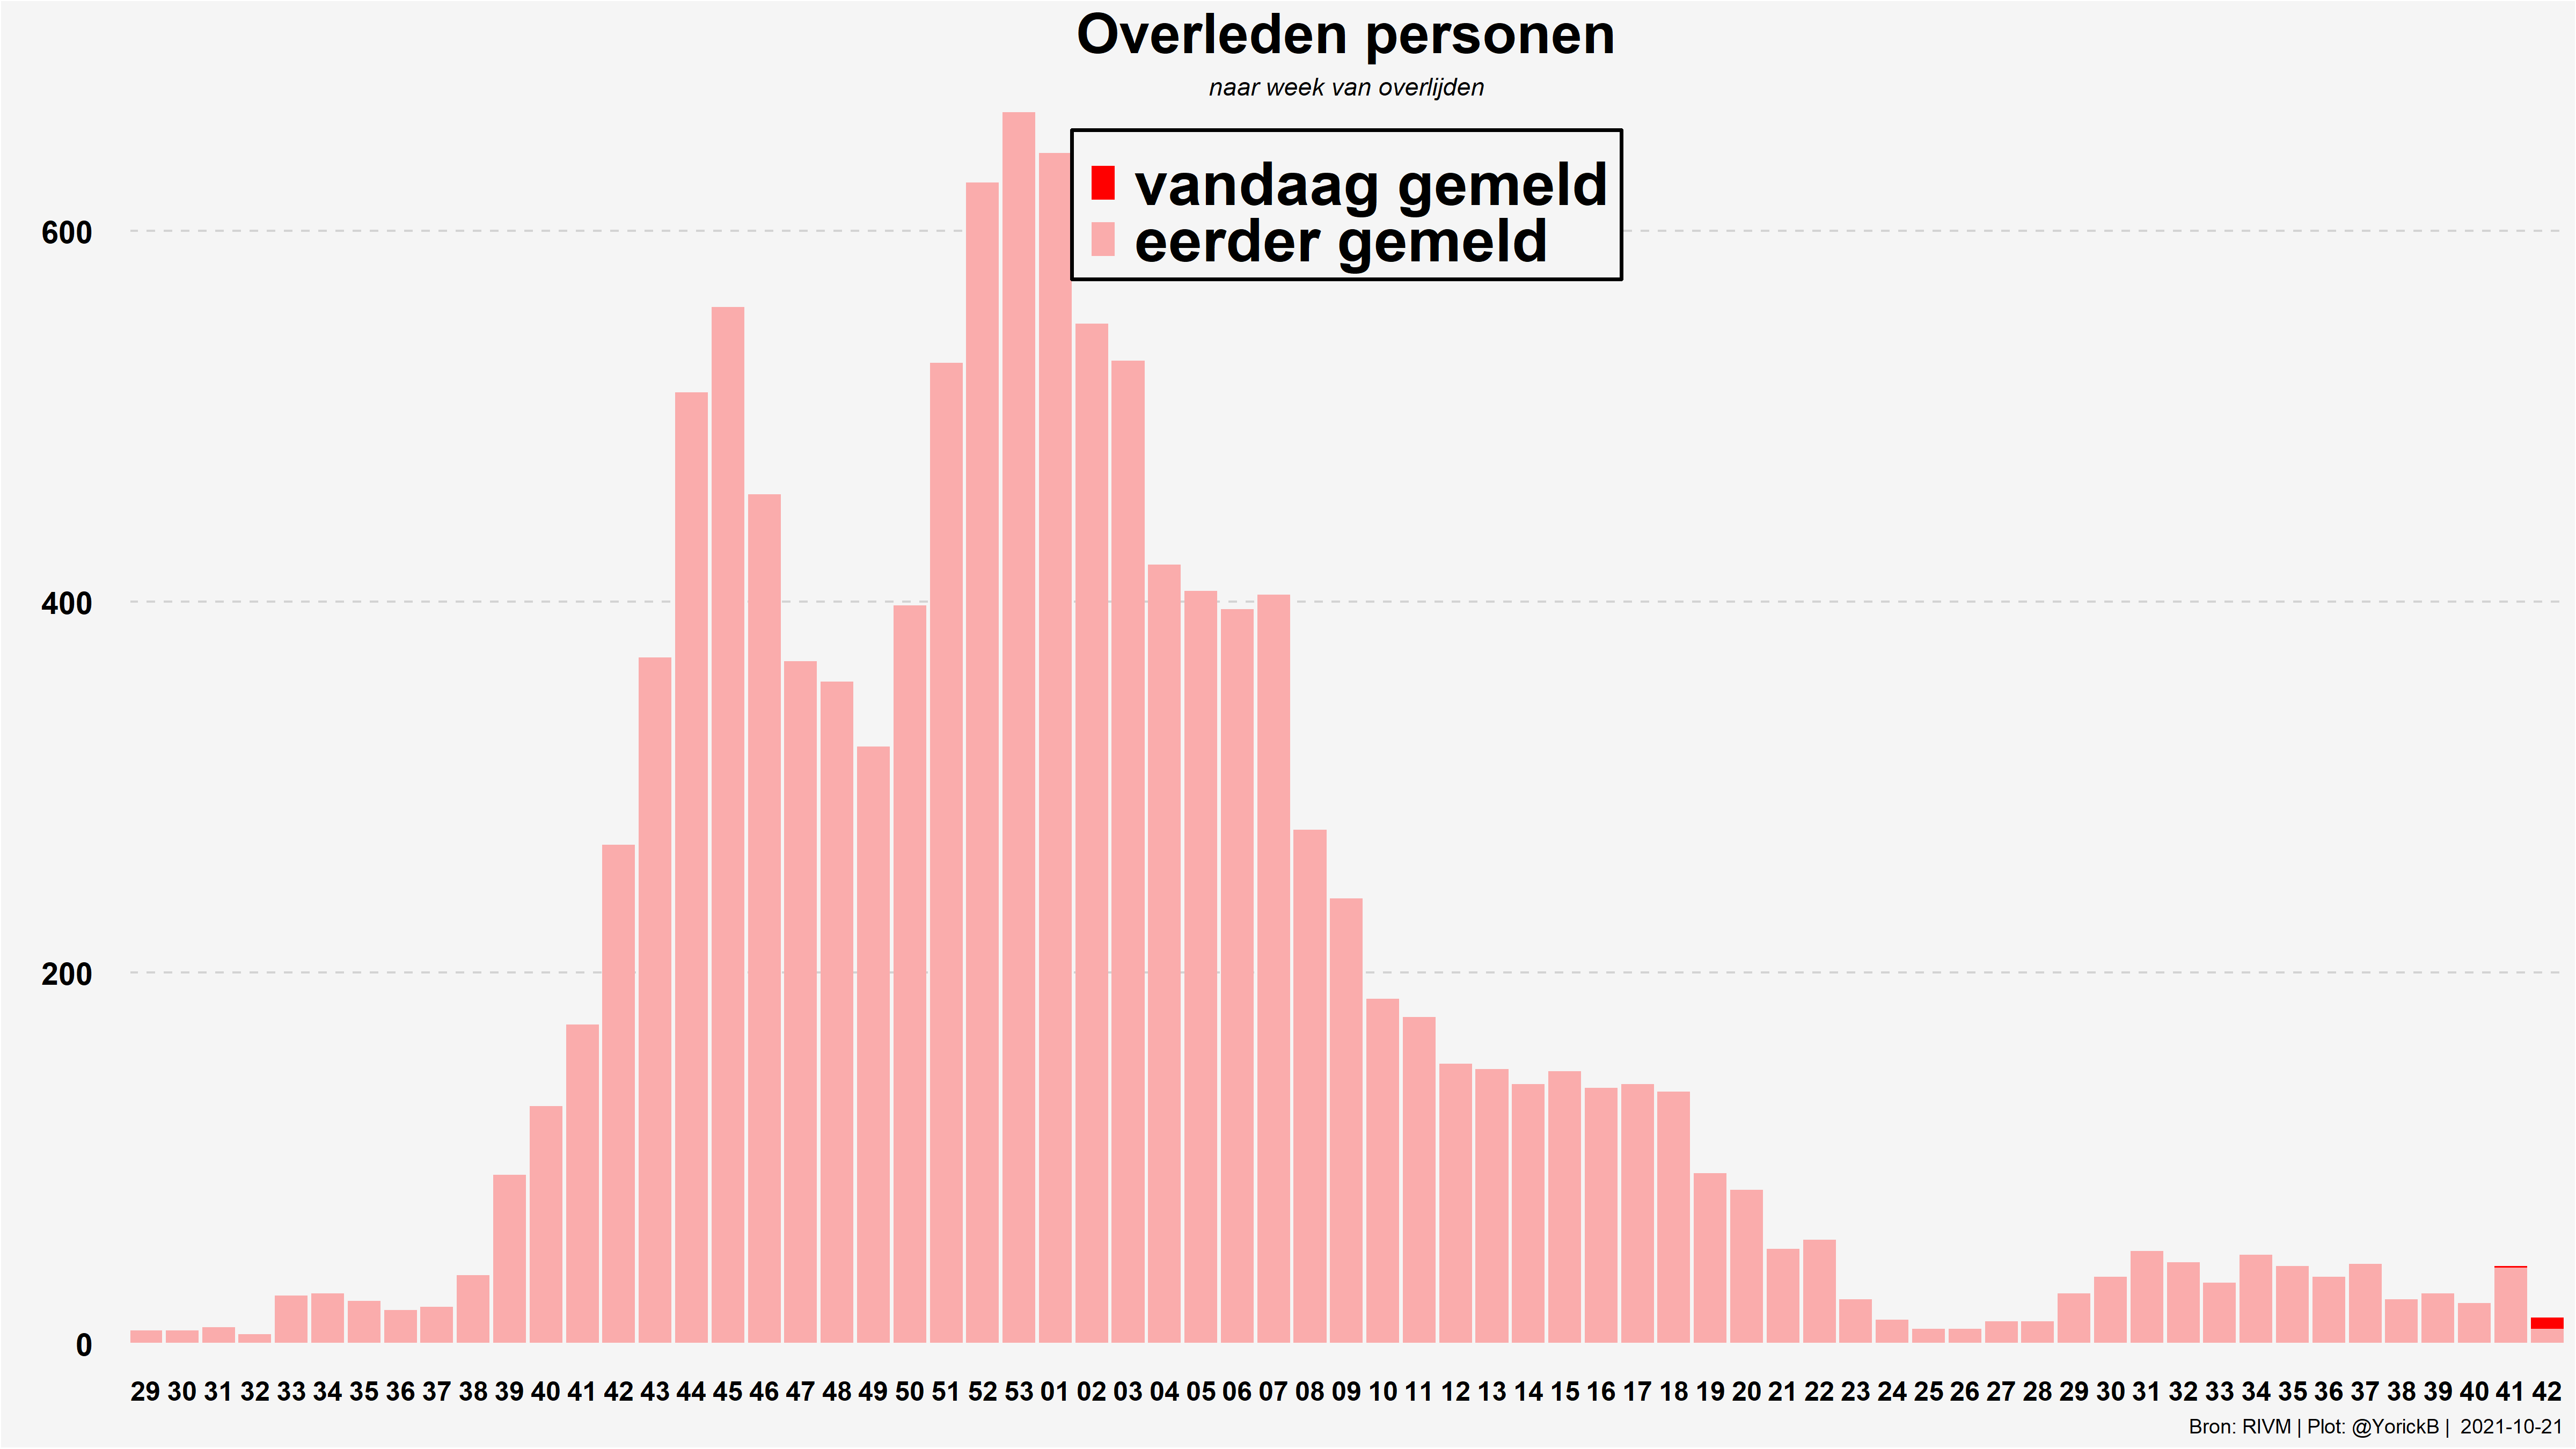 Overleden personen
naar week van overlijden
vandaag gemeld
eerder gemeld
600
400
200
0
29 30 31 32 33 34 35 36 37 38 39 40 41 42 43 44 45 46 47 48 49 50 51 52 53 01 02 03 04 05 06 07 08 09 10 11 12 13 14 15 16 17 18 19 20 21 22 23 24 25 26 27 28 29 30 31 32 33 34 35 36 37 38 39 40 41 42
Bron: RIVM | Plot: @YorickB | 2021-10-21